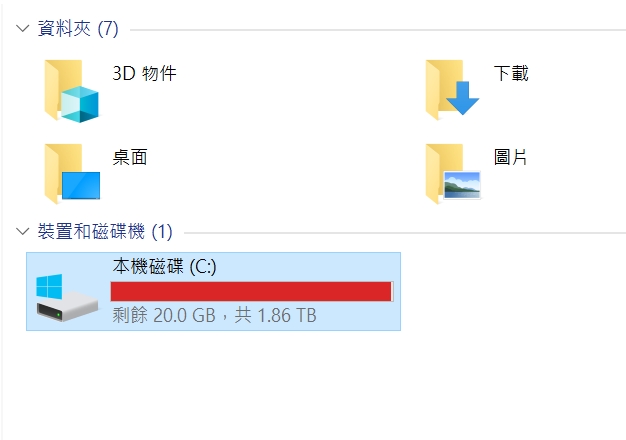 資料夾 (7)
3D 物件
下載
桌面
圖片
裝置和磁碟機 (1)
本機磁碟 (C:)
剩餘 20.0 GB，共 1.86 TB